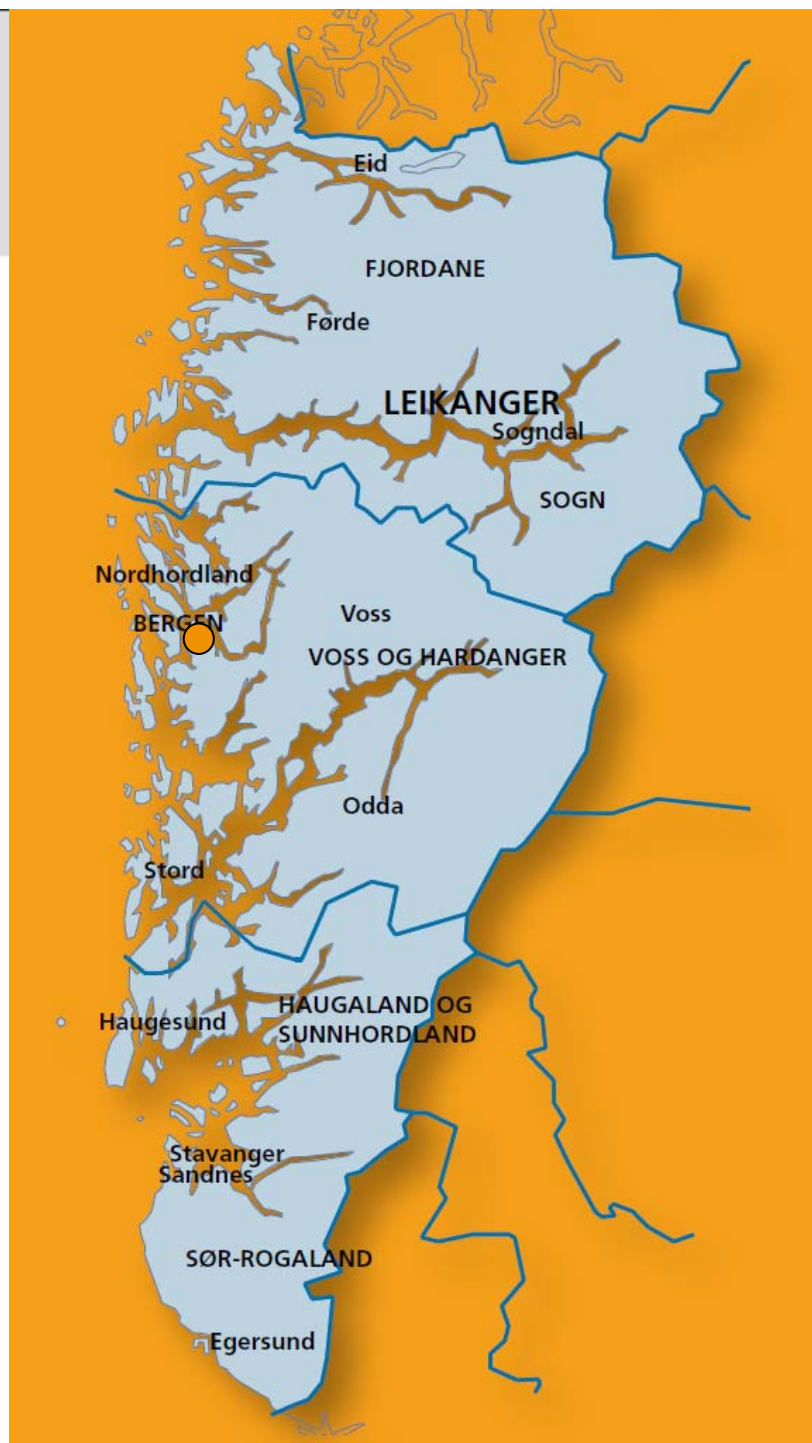 Eid
FJORDANE
Førde
LEIKANGER
Søgndal
SOGN
Nordhordland
BERGEN
Voss
VOSS OG HARDANGER
Odda
Stord
HAUGALAND OG
SUNNHORDLAND
Haugesund
Stavanger
Sandnes
SØR-ROGALAND
Egersund